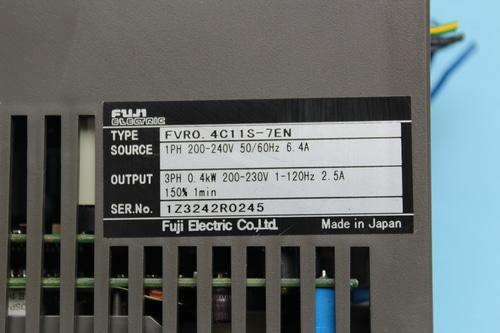 FUJI
ELECTRIC
TYPE FVR0.4C11S-7EN
SOURCE 1PH 200-240V 50/60Hz 6.4A
OUTPUT 3PH 0.4kW 200-230V 1-120Hz 2.5A
150% 1min
SER.No. 1Z3242R0245
Fuji Electric Co.,Ltd. Made in Japan